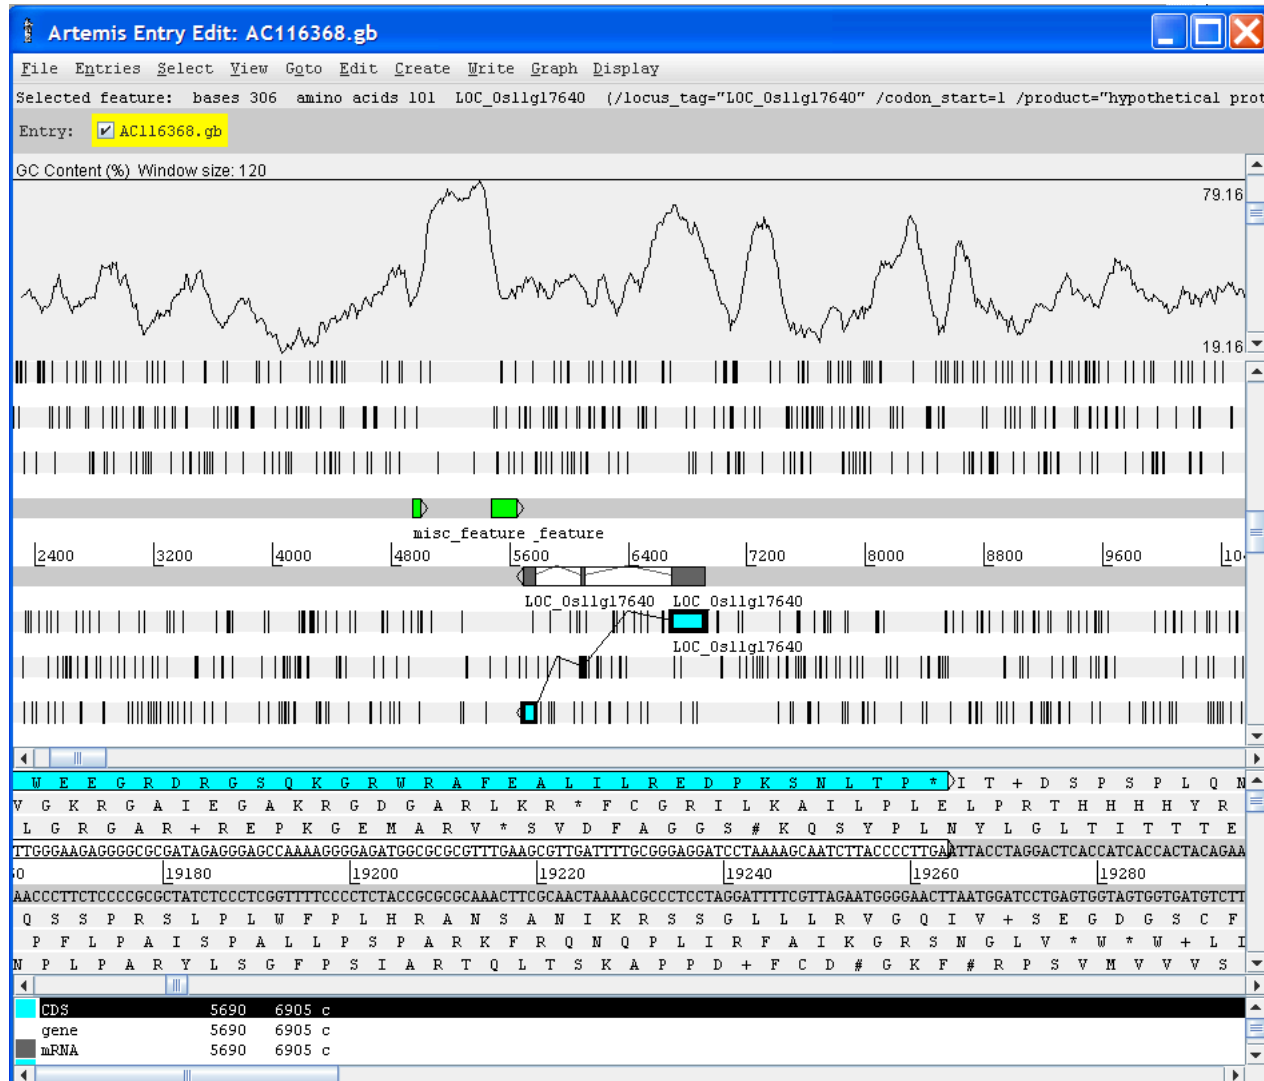 Artemis Entry Edit: AC116368.gb
File Entries Select View Goto Edit Create Write Graph Display
Selected feature: bases 306 amino acids 101 LOC_Os11g17640 (/locus_tag="LOC_Os11g17640" /codon_start=1 /product="hypothetical prot
Entry: AC116368.gb
GC Content (%) Window size: 120
79.16
19.16
misc_feature _feature
2400 3200 4000 4800 5600 6400 7200 8000 8800 9600 104
LOC_Os11g17640 LOC_Os11g17640
LOC_Os11g17640
W E E G R D R G S Q K G R W R A F E A L I L R E D P K S N L T P * I T + D S P S P L Q N
V G K R G A I E G A K R G D G A R L K R * F C G R I L K A I L P L E L P R T H H H H Y R
L G R G A R + R E P K G E M A R V * S V D F A G G S # K Q S Y P L N Y L G L T I T T T E
TTGGGAAGAGGGGCGCGATAGAGGGAGCCAAAAGGGGAGATGGCGCGCGTTTGAAGCGTTGATTTTGCGGGAGGATCCTAAAAGCAATCTTACCCCTTGAATTACCTAGGACTCACCATCACCACTACAGAA
0 19180 19200 19220 19240 19260 19280
AACCCTTCTCCCCGCGCTATCTCCCTCGGTTTTCCCCTCTACCGCGCGCAAACTTCGCAACTAAAACGCCCTCCTAGGATTTTCGTTAGAATGGGGAACTTAATGGATCCTGAGTGGTAGTGGTGATGTCTT
Q S S P R S L P L W F P L H R A N S A N I K R S S G L L L R V G Q I V + S E G D G S C F
P F L P A I S P A L L P S P A R K F R Q N Q P L I R F A I K G R S N G L V * W * W + L I
N P L P A R Y L S G F P S I A R T Q L T S K A P P D + F C D # G K F # R P S V M V V V S
CDS 5690 6905 c
gene 5690 6905 c
mRNA 5690 6905 c